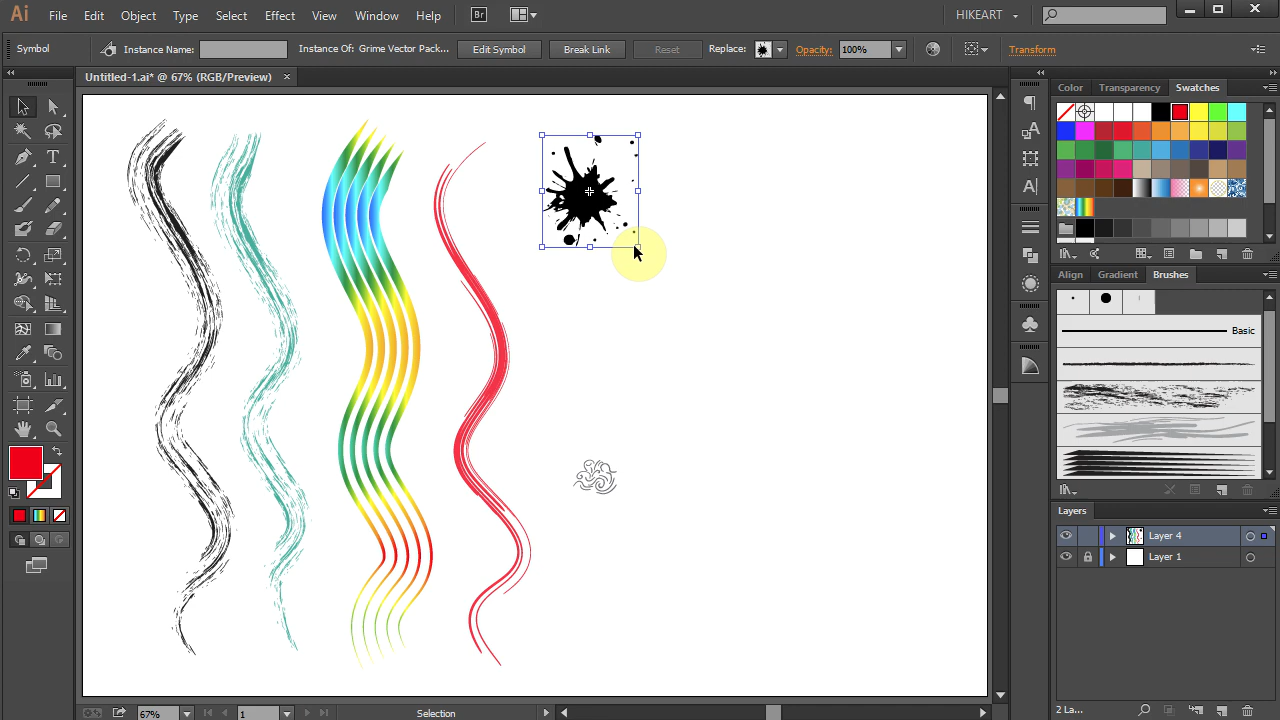 Ai File Edit Object Type Select Effect View Window Help Br HIKEART
Symbol Instance Name: Instance Of: Grime Vector Pack... Edit Symbol Break Link Reset Replace: Opacity: 100% Transform
Untitled-1.ai* @ 67% (RGB/Preview)
Color Transparency Swatches
Align Gradient Brushes
Basic
Layers
Layer 4
Layer 1
67% 1 Selection 2 La...